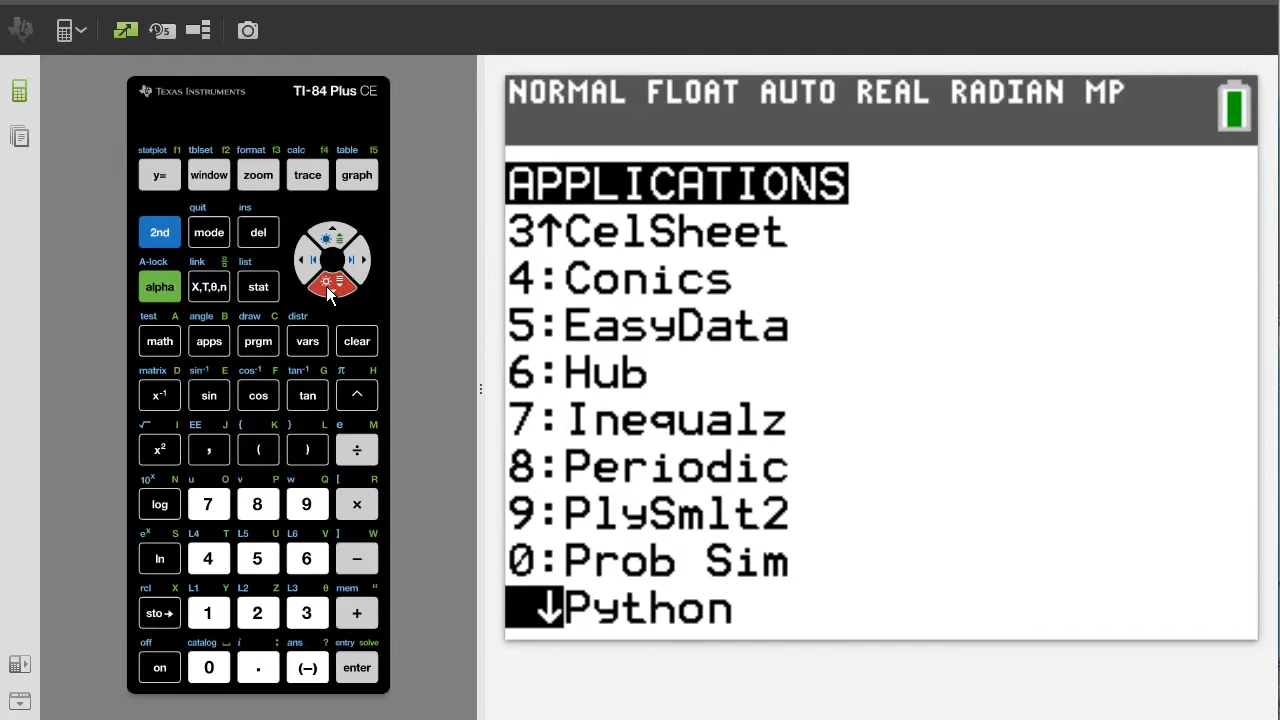 TEXAS INSTRUMENTS TI-84 Plus CE
statplot f1 tblset f2 format f3 calc f4 table f5
y= window zoom trace graph
quit ins
2nd mode del
A-lock link list
alpha X,T,θ,n stat
test A angle B draw C distr
math apps prgm vars clear
matrix D sin⁻¹ E cos⁻¹ F tan⁻¹ G π H
x⁻¹ sin cos tan ^
√ I EE J { K } L e M
x² , ( ) ÷
10ˣ N u O v P w Q [ R
log 7 8 9 ×
eˣ S L4 T L5 U L6 V ] W
ln 4 5 6 −
rcl X L1 Y L2 Z L3 θ mem "
sto→ 1 2 3 +
off catalog ␣ i : ans ? entry solve
on 0 . (−) enter
NORMAL FLOAT AUTO REAL RADIAN MP
APPLICATIONS
3↑CelSheet
4:Conics
5:EasyData
6:Hub
7:Inequalz
8:Periodic
9:PlySmlt2
0:Prob Sim
↓Python